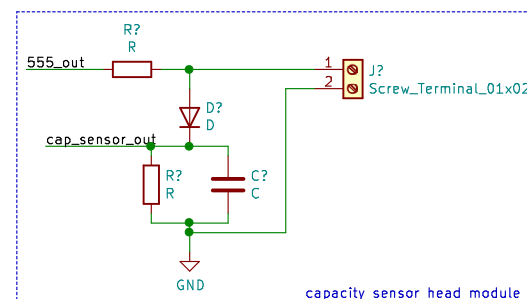 R?
R
555_out
1
2
J?
Screw_Terminal_01x02
D?
D
cap_sensor_out
R?
R
C?
C
GND
capacity sensor head module